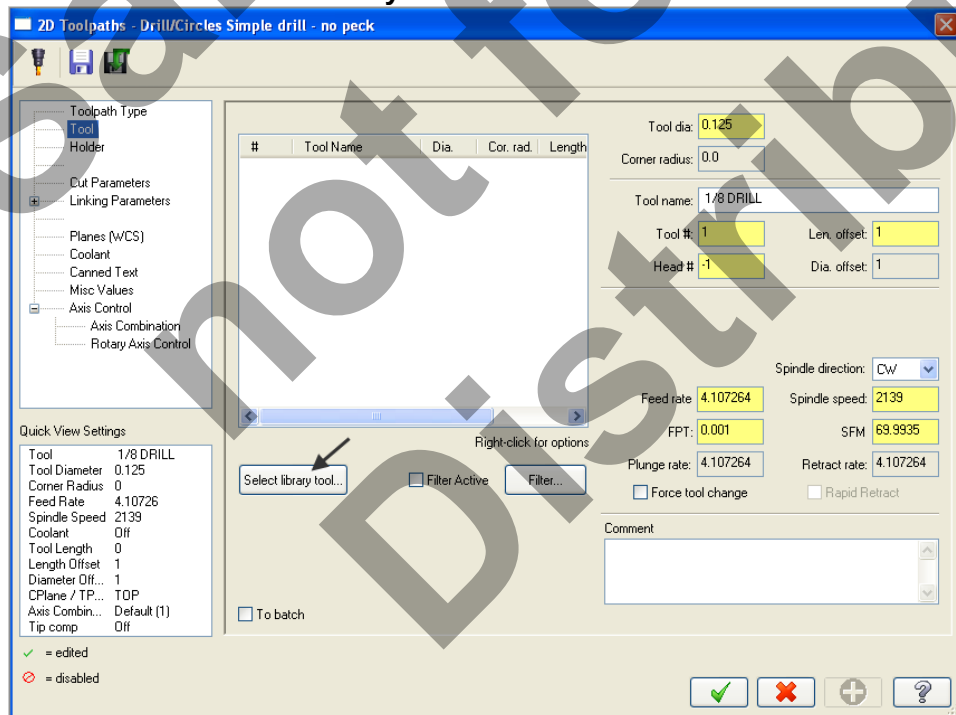 2D Toolpaths - Drill/Circles Simple drill - no peck
Toolpath Type
Tool
Holder
Cut Parameters
Linking Parameters
Planes (WCS)
Coolant
Canned Text
Misc Values
Axis Control
Axis Combination
Rotary Axis Control
Quick View Settings
Tool 1/8 DRILL
Tool Diameter 0.125
Corner Radius 0
Feed Rate 4.10726
Spindle Speed 2139
Coolant Off
Tool Length 0
Length Offset 1
Diameter Off... 1
CPlane / TP... TOP
Axis Combin... Default (1)
Tip comp Off
= edited
= disabled
# Tool Name Dia. Cor. rad. Length
Right-click for options
Select library tool... Filter Active Filter...
To batch
Tool dia: 0.125
Corner radius: 0.0
Tool name: 1/8 DRILL
Tool #: 1 Len. offset: 1
Head # -1 Dia. offset: 1
Spindle direction: CW
Feed rate 4.107264 Spindle speed: 2139
FPT: 0.001 SFM 69.9935
Plunge rate: 4.107264 Retract rate: 4.107264
Force tool change Rapid Retract
Comment
not for
Distrib